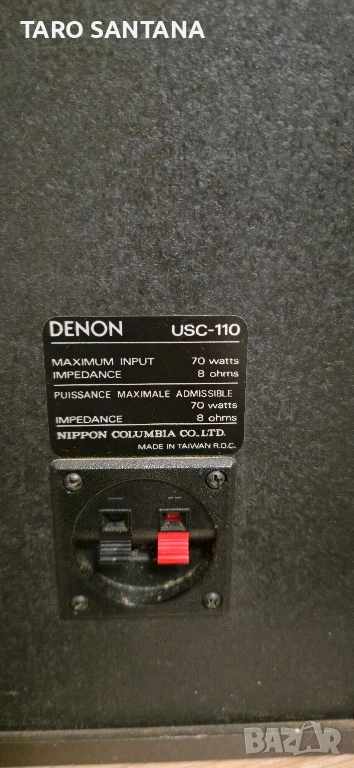 TARO SANTANA
DENON USC-110
MAXIMUM INPUT 70 watts
IMPEDANCE 8 ohms
PUISSANCE MAXIMALE ADMISSIBLE
70 watts
IMPEDANCE 8 ohms
NIPPON COLUMBIA CO., LTD.
MADE IN TAIWAN R.O.C.
BAZAR